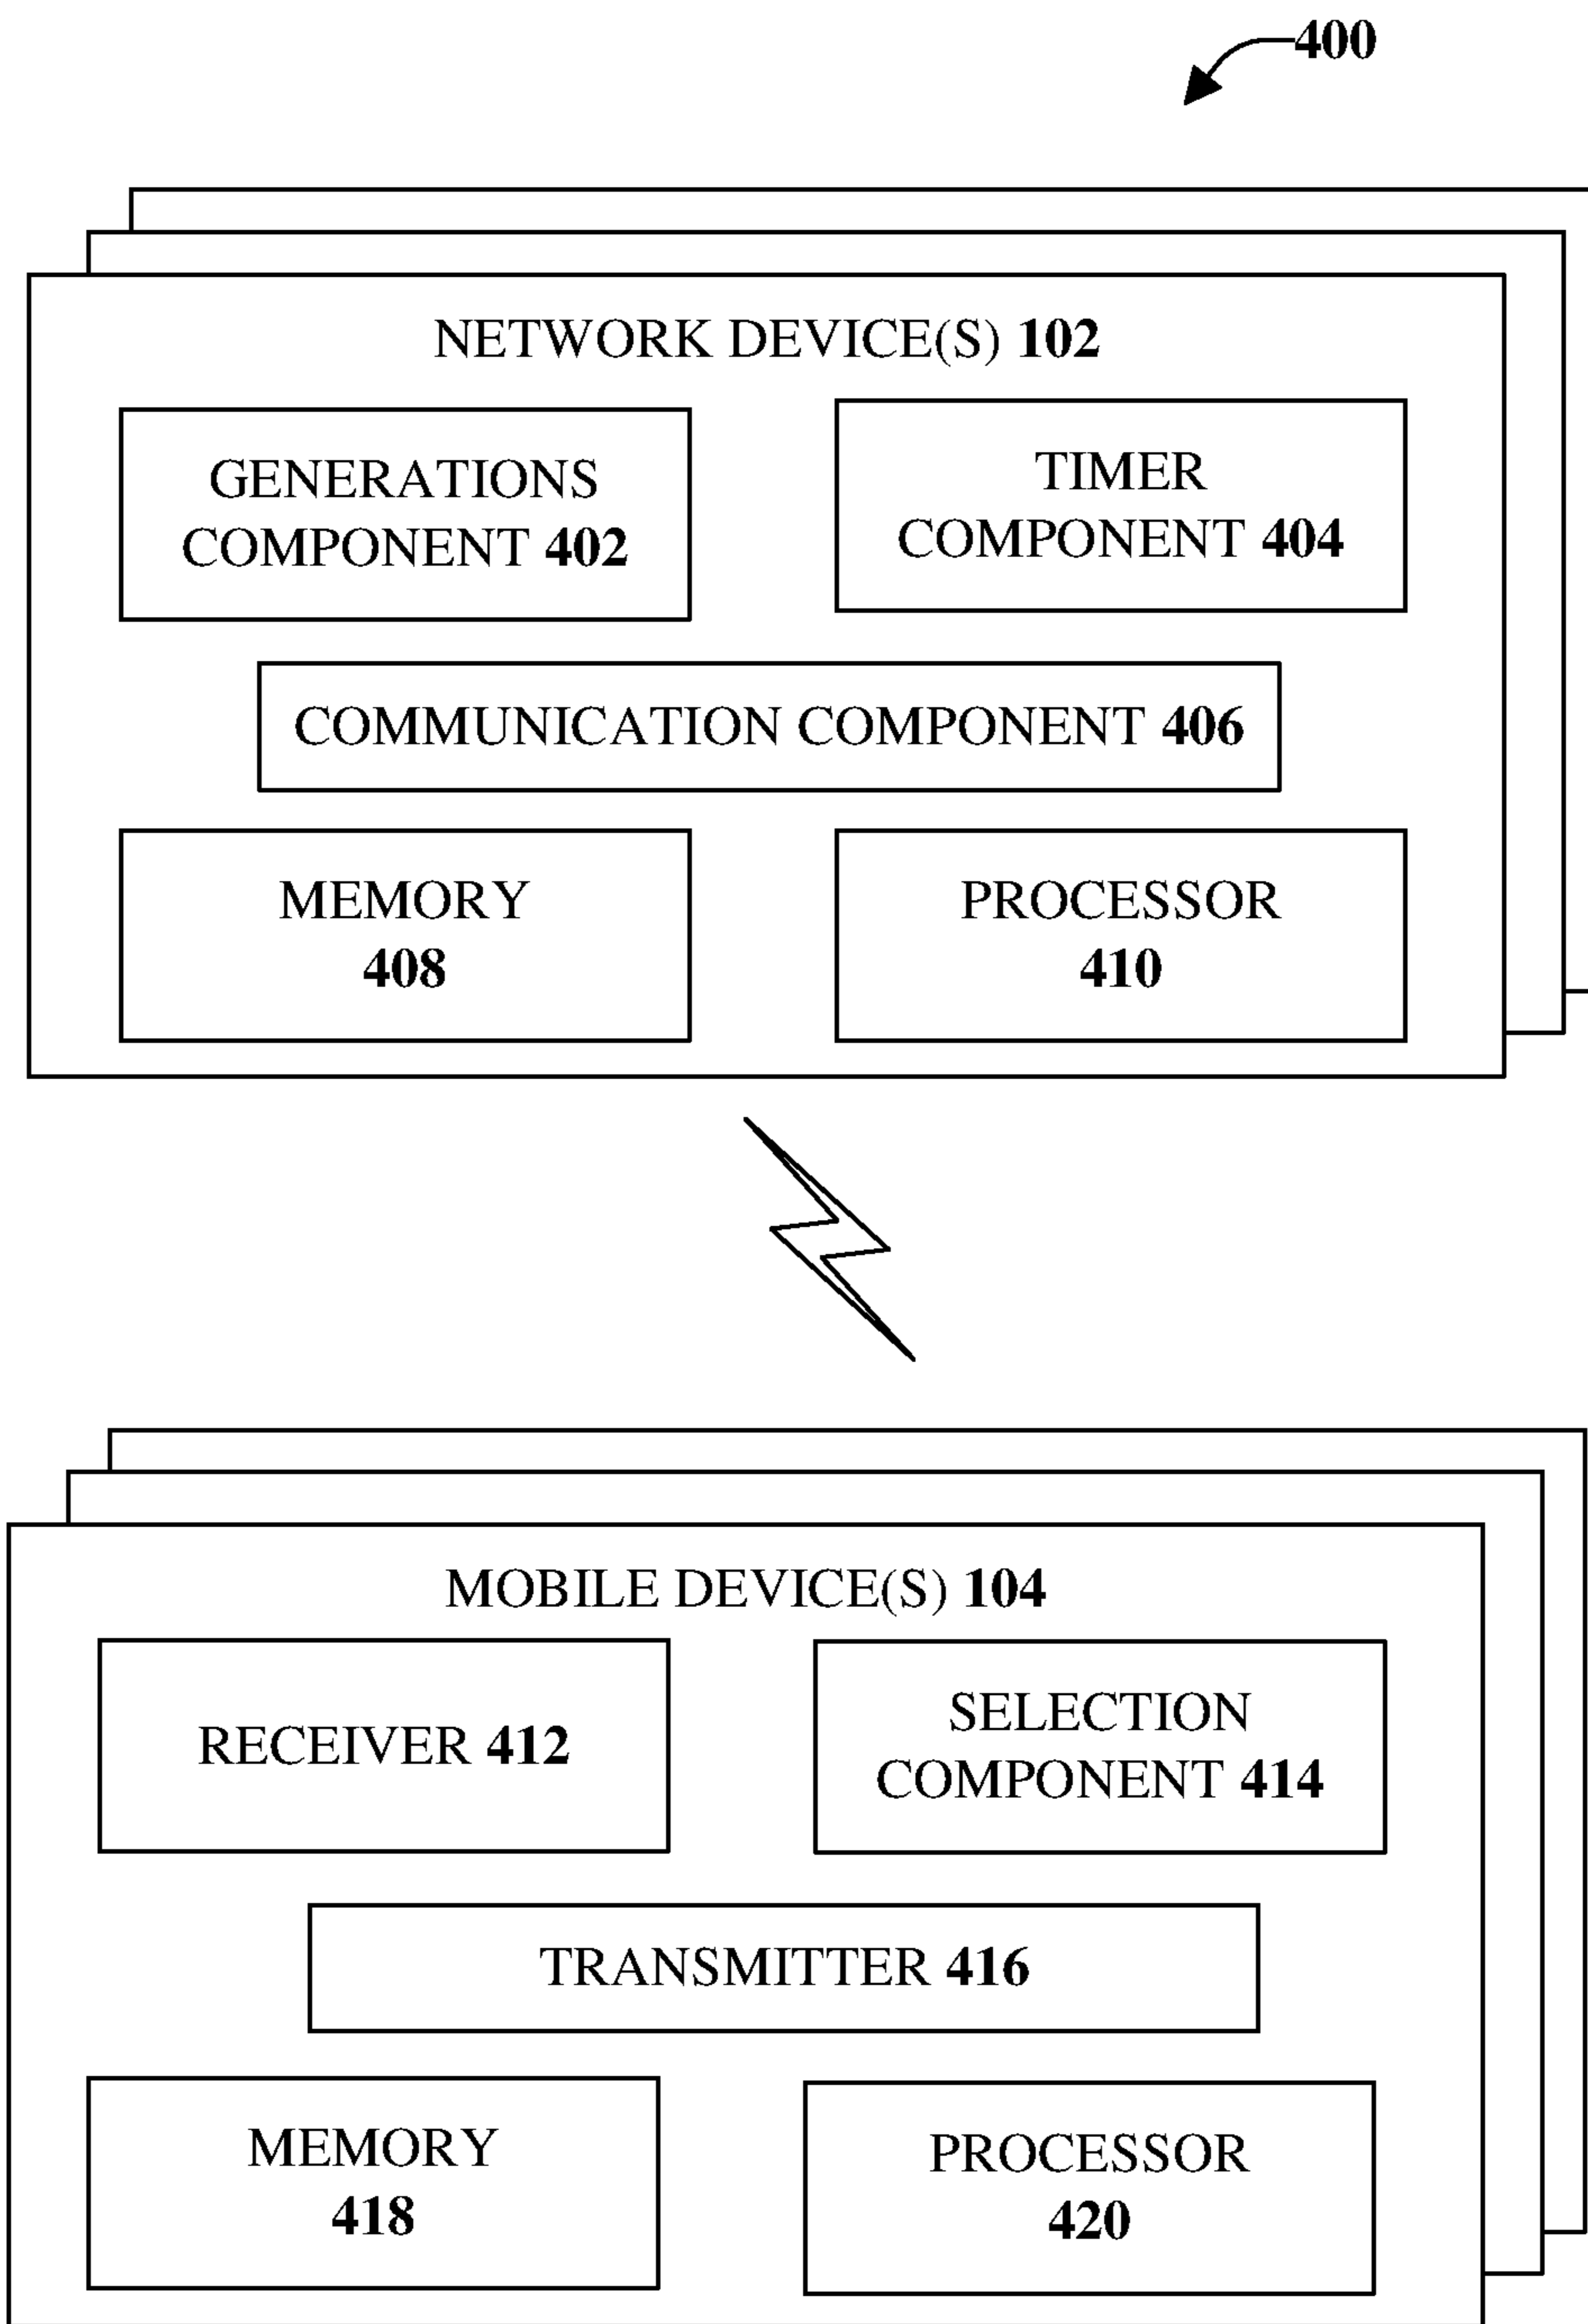 400
NETWORK DEVICE(S) 102
GENERATIONS
COMPONENT 402
TIMER
COMPONENT 404
COMMUNICATION COMPONENT 406
MEMORY
408
PROCESSOR
410
MOBILE DEVICE(S) 104
RECEIVER 412
SELECTION
COMPONENT 414
TRANSMITTER 416
MEMORY
418
PROCESSOR
420